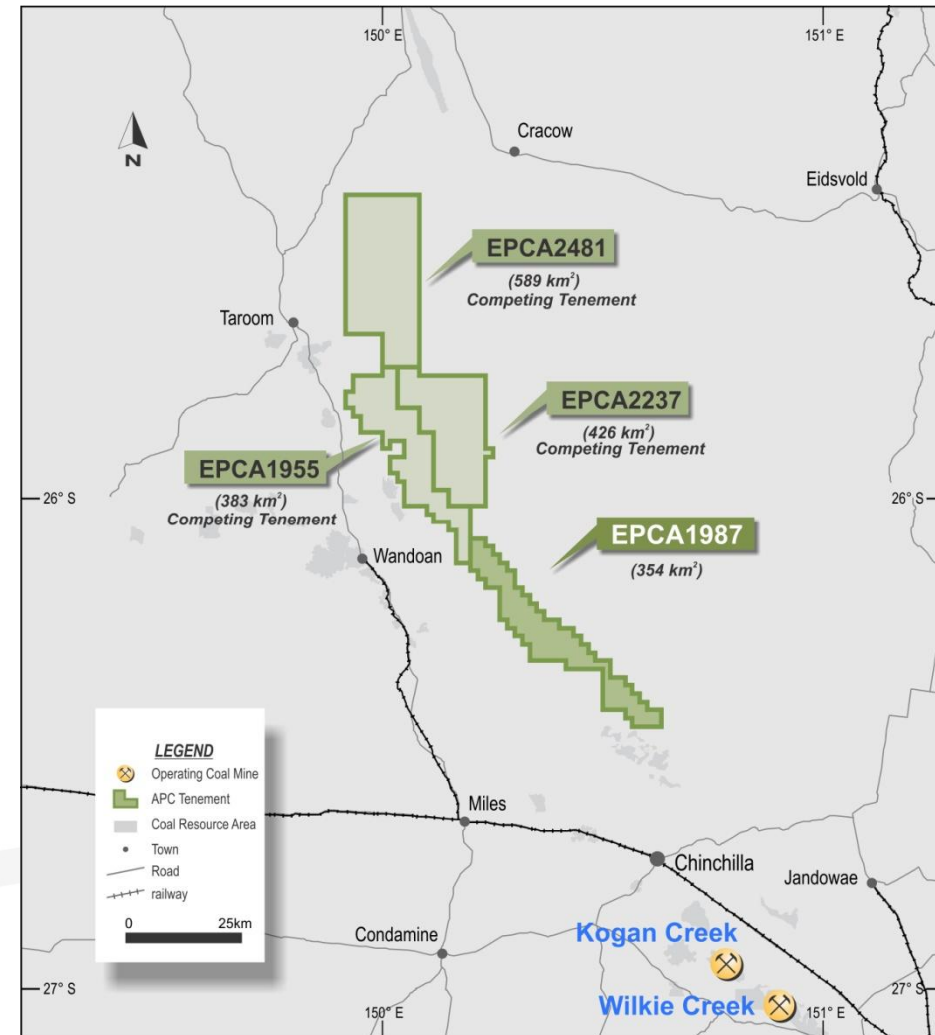 150° E
151° E
N
Cracow
Eidsvold
EPCA2481
(589 km²)
Competing Tenement
Taroom
EPCA2237
(426 km²)
Competing Tenement
EPCA1955
(383 km²)
Competing Tenement
26° S
26° S
EPCA1987
(354 km²)
Wandoan
LEGEND
Operating Coal Mine
APC Tenement
Coal Resource Area
Town
Road
railway
0 25km
Miles
Chinchilla
Jandowae
Condamine
Kogan Creek
Wilkie Creek
27° S
27° S
150° E
151° E